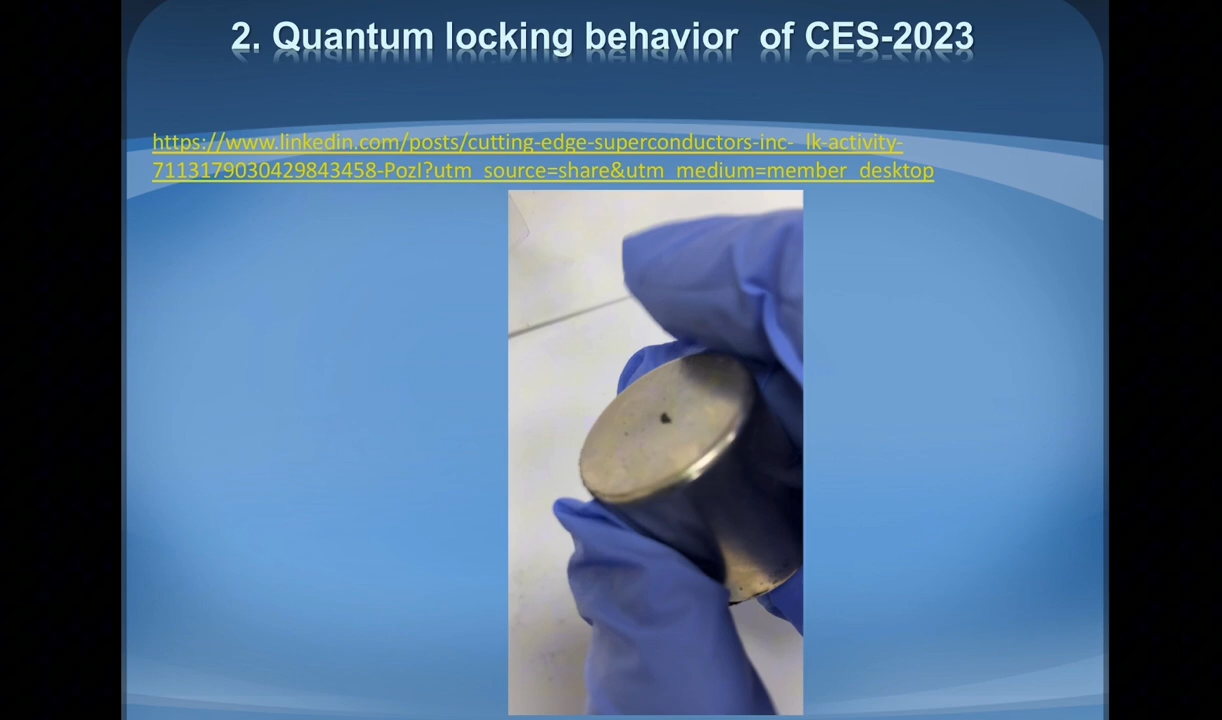 2. Quantum locking behavior of CES-2023
https://www.linkedin.com/posts/cutting-edge-superconductors-inc-_lk-activity-
7113179030429843458-PozI?utm_source=share&utm_medium=member_desktop